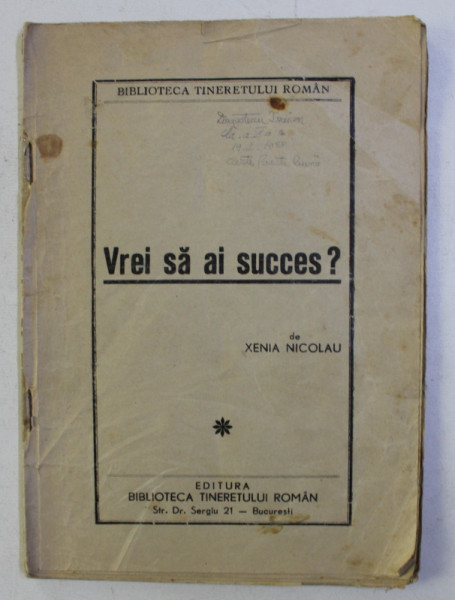 BIBLIOTECA TINERETULUI ROMÂN
Vrei să ai succes?
de
XENIA NICOLAU
EDITURA
BIBLIOTECA TINERETULUI ROMÂN
Str. Dr. Sergiu 21 — Bucureşti